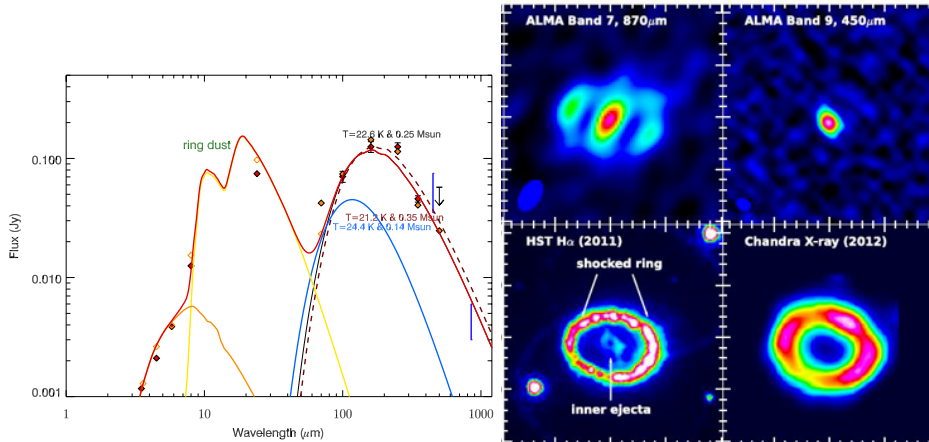 ring dust
T=22.6 K & 0.25 Msun
T=21.2 K & 0.35 Msun
T=24.4 K & 0.14 Msun
Flux (Jy)
0.100
0.010
0.001
1
10
100
1000
Wavelength (μm)
ALMA Band 7, 870μm
ALMA Band 9, 450μm
HST Hα (2011)
shocked ring
inner ejecta
Chandra X-ray (2012)